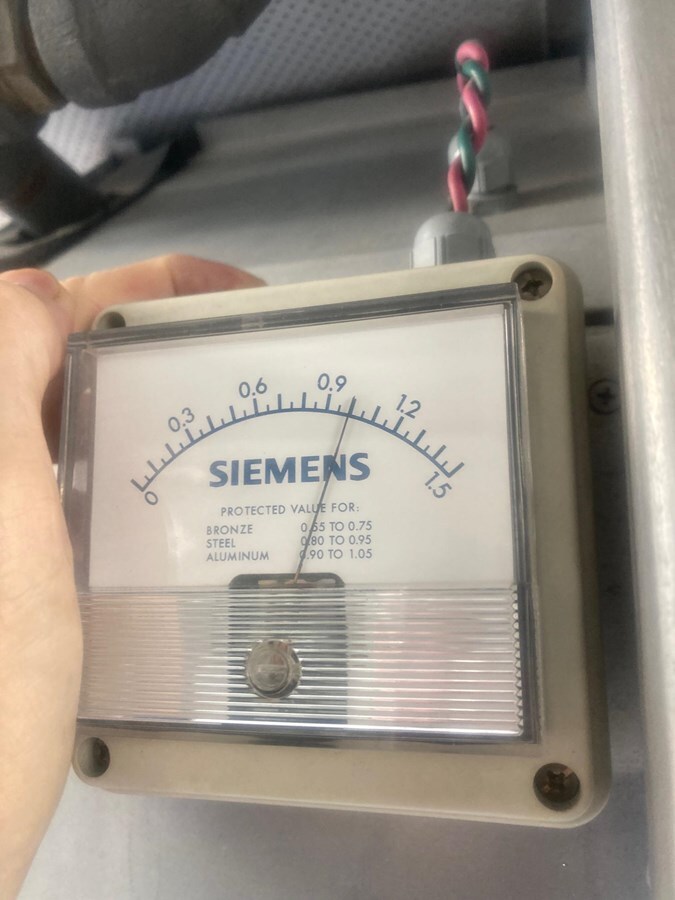 0 0.3 0.6 0.9 1.2 1.5
SIEMENS
PROTECTED VALUE FOR:
BRONZE 0.55 TO 0.75
STEEL 0.80 TO 0.95
ALUMINUM 0.90 TO 1.05